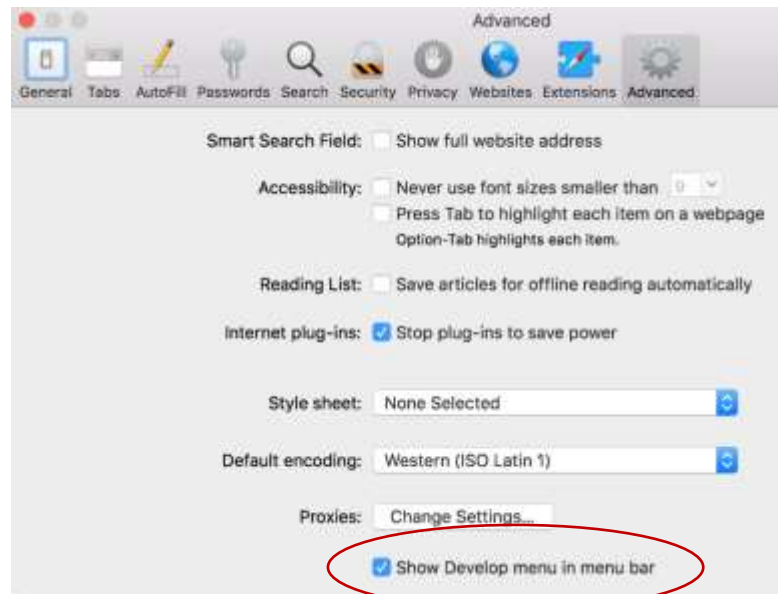 Advanced
General Tabs AutoFill Passwords Search Security Privacy Websites Extensions Advanced
Smart Search Field: Show full website address
Accessibility: Never use font sizes smaller than 9
Press Tab to highlight each item on a webpage
Option-Tab highlights each item.
Reading List: Save articles for offline reading automatically
Internet plug-ins: Stop plug-ins to save power
Style sheet: None Selected
Default encoding: Western (ISO Latin 1)
Proxies: Change Settings...
Show Develop menu in menu bar